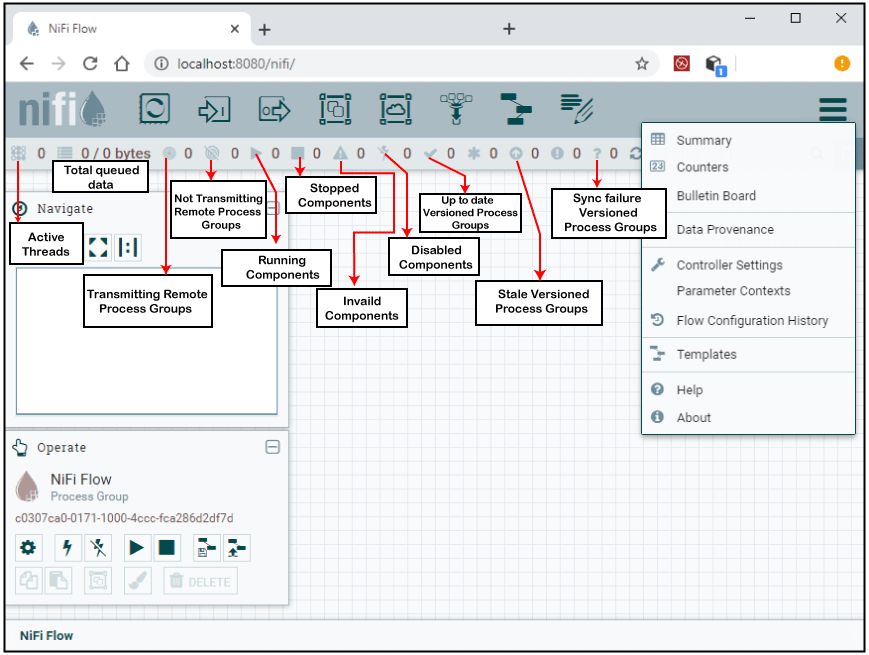 NiFi Flow
localhost:8080/nifi/
1
nifi
0 0 / 0 bytes 0 0 0 0 0 0 0 0 0 0 0
Total queued
data
Not Transmitting
Remote Process
Groups
Stopped
Components
Up to date
Versioned Process
Groups
Sync failure
Versioned
Process Groups
Navigate
Active
Threads
Running
Components
Disabled
Components
Transmitting Remote
Process Groups
Invaild
Components
Stale Versioned
Process Groups
Summary
Counters
Bulletin Board
Data Provenance
Controller Settings
Parameter Contexts
Flow Configuration History
Templates
Help
About
Operate
NiFi Flow
Process Group
c0307ca0-0171-1000-4ccc-fca286d2df7d
DELETE
NiFi Flow